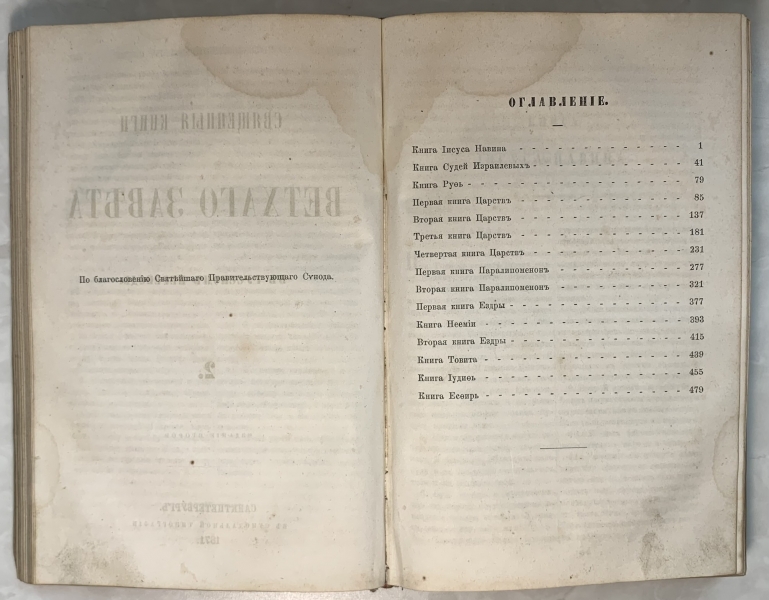 По благословенію Святѣйшаго Правительствующаго Сѵнода.
ОГЛАВЛЕНІЕ.
Книга Іисуса Навина - - - - - - - - - - 1
Книга Судей Израилевыхъ - - - - - - - - - - 41
Книга Руѳь - - - - - - - - - - 79
Первая книга Царствъ - - - - - - - - - - 85
Вторая книга Царствъ - - - - - - - - - - 137
Третья книга Царствъ - - - - - - - - - - 181
Четвертая книга Царствъ - - - - - - - - - - 231
Первая книга Паралипоменонъ - - - - - - - - - - 277
Вторая книга Паралипоменонъ - - - - - - - - - - 321
Первая книга Ездры - - - - - - - - - - 377
Книга Нееміи - - - - - - - - - - 393
Вторая книга Ездры - - - - - - - - - - 415
Книга Товита - - - - - - - - - - 439
Книга Іудиѳь - - - - - - - - - - 455
Книга Есѳирь - - - - - - - - - - 479